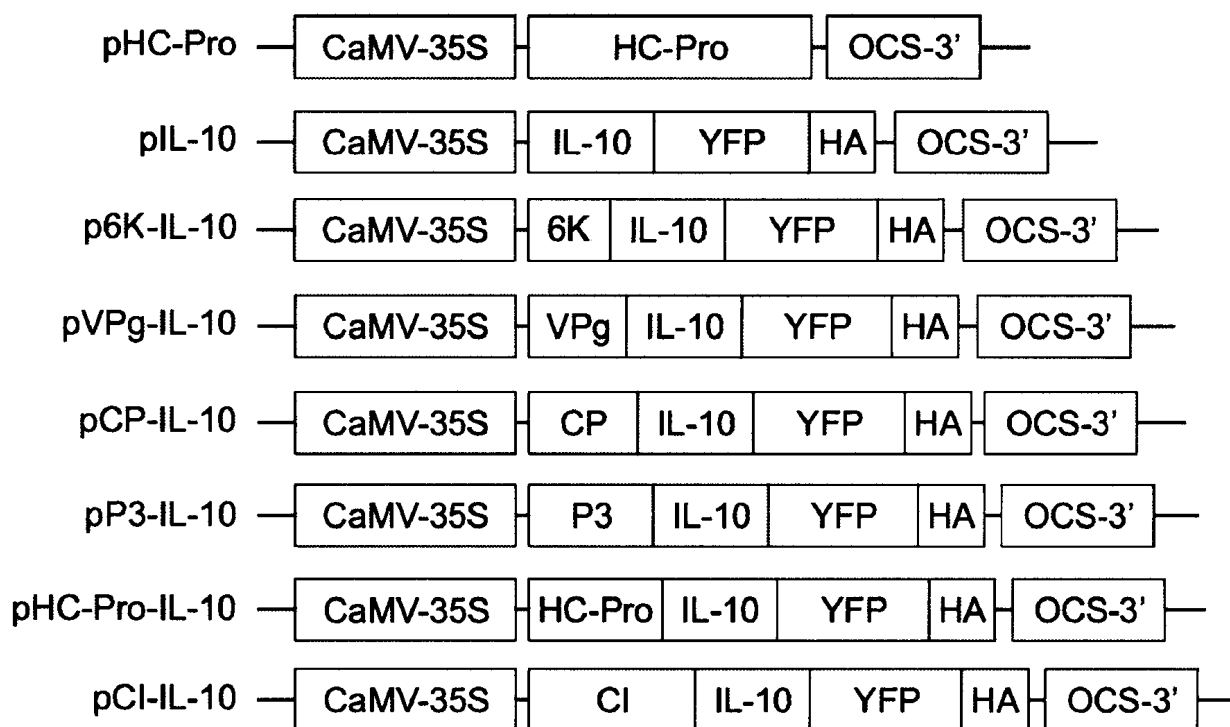 pHC-Pro CaMV-35S HC-Pro OCS-3'
pIL-10 CaMV-35S IL-10 YFP HA OCS-3'
p6K-IL-10 CaMV-35S 6K IL-10 YFP HA OCS-3'
pVPg-IL-10 CaMV-35S VPg IL-10 YFP HA OCS-3'
pCP-IL-10 CaMV-35S CP IL-10 YFP HA OCS-3'
pP3-IL-10 CaMV-35S P3 IL-10 YFP HA OCS-3'
pHC-Pro-IL-10 CaMV-35S HC-Pro IL-10 YFP HA OCS-3'
pCI-IL-10 CaMV-35S CI IL-10 YFP HA OCS-3'